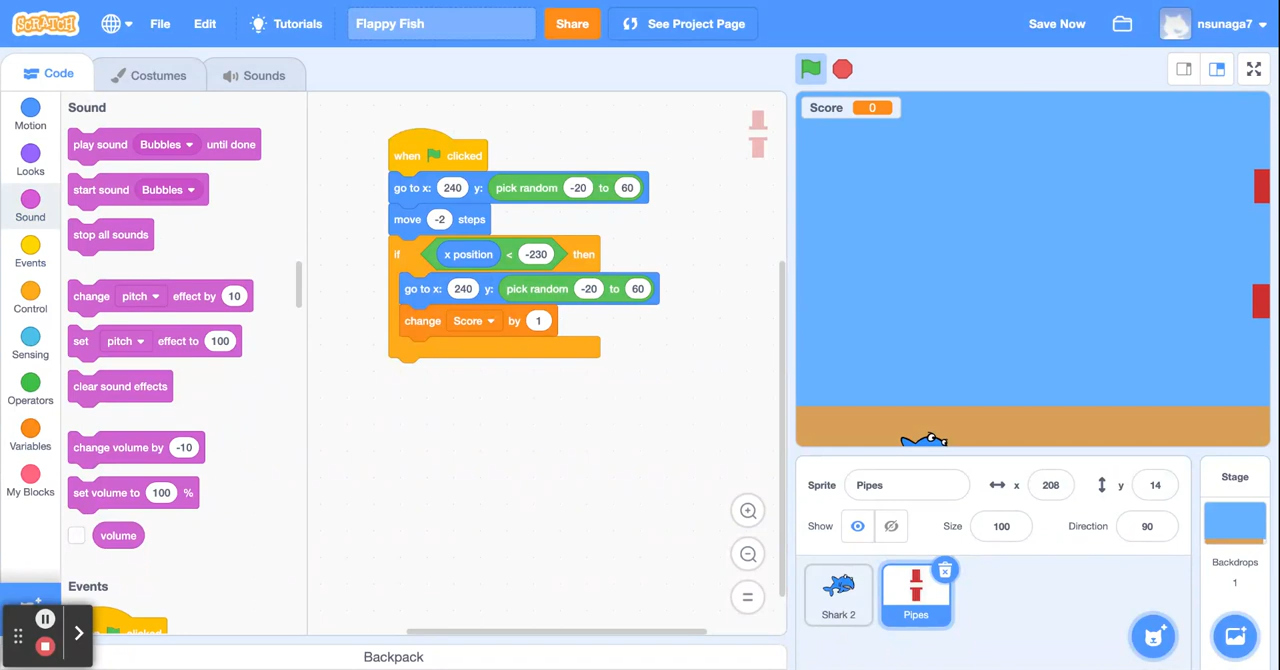 SCRATCH File Edit Tutorials Flappy Fish Share See Project Page Save Now nsunaga7
Code Costumes Sounds
Motion
Looks
Sound
Events
Control
Sensing
Operators
Variables
My Blocks
Sound
play sound Bubbles until done
start sound Bubbles
stop all sounds
change pitch effect by 10
set pitch effect to 100
clear sound effects
change volume by -10
set volume to 100 %
volume
Events
clicked
when clicked
go to x: 240 y: pick random -20 to 60
move -2 steps
if x position < -230 then
go to x: 240 y: pick random -20 to 60
change Score by 1
Backpack
Score 0
Sprite Pipes x 208 y 14
Show Size 100 Direction 90
Shark 2
Pipes
Stage
Backdrops
1